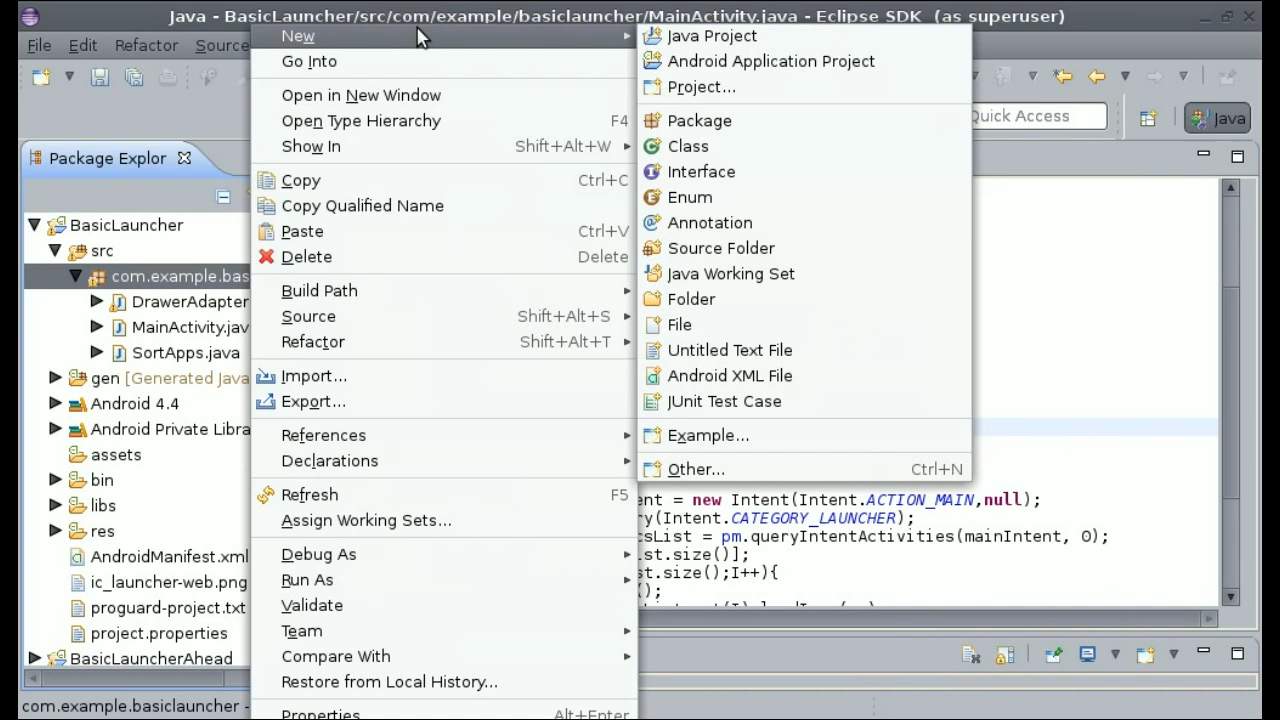 Java - BasicLauncher/src/com/example/basiclauncher/MainActivity.java - Eclipse SDK (as superuser)
File Edit Refactor Source
Quick Access
Java
Package Explor
BasicLauncher
src
com.example.bas
DrawerAdapter
MainActivity.jav
SortApps.java
gen [Generated Java
Android 4.4
Android Private Libra
assets
bin
libs
res
AndroidManifest.xml
ic_launcher-web.png
proguard-project.txt
project.properties
BasicLauncherAhead
com.example.basiclauncher -
New
Go Into
Open in New Window
Open Type Hierarchy F4
Show In Shift+Alt+W
Copy Ctrl+C
Copy Qualified Name
Paste Ctrl+V
Delete Delete
Build Path
Source Shift+Alt+S
Refactor Shift+Alt+T
Import...
Export...
References
Declarations
Refresh F5
Assign Working Sets...
Debug As
Run As
Validate
Team
Compare With
Restore from Local History...
Properties Alt+Enter
Java Project
Android Application Project
Project...
Package
Class
Interface
Enum
Annotation
Source Folder
Java Working Set
Folder
File
Untitled Text File
Android XML File
JUnit Test Case
Example...
Other... Ctrl+N
ent = new Intent(Intent.ACTION_MAIN,null);
ry(Intent.CATEGORY_LAUNCHER);
csList = pm.queryIntentActivities(mainIntent, 0);
st.size()];
st.size();I++){
();